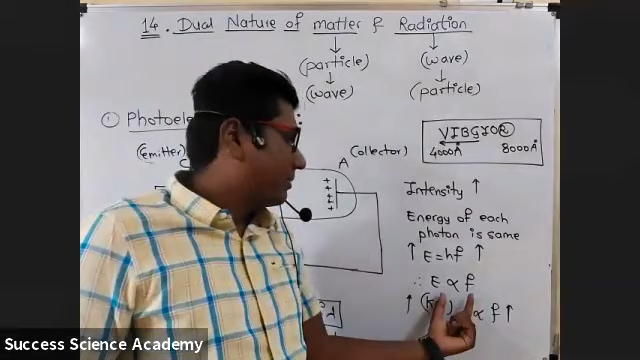 14. Dual Nature of matter & Radiation
(particle) (wave)
(wave) (particle)
① Photoel
(emitter) (collector)
C A
VIBGYOR
4000Å 8000Å
Intensity ↑
Energy of each
photon is same
↑ E=hf ↑
∴ E ∝ f
↑ ∝ f ↑
Success Science Academy